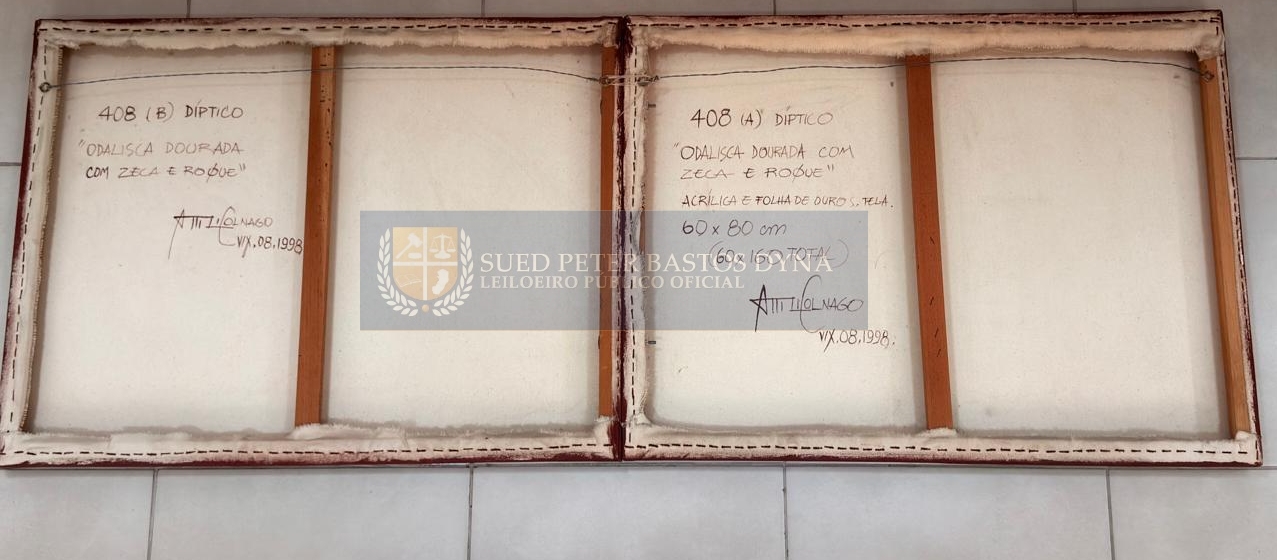 408 (B) DÍPTICO
"ODALISCA DOURADA
COM ZECA E ROQUE"
ATTILIO COLNAGO
VIX.08.1998
408 (A) DÍPTICO
"ODALISCA DOURADA COM
ZECA E ROQUE"
ACRÍLICA E FOLHA DE OURO S. TELA.
60 x 80 cm
(60 x 160 TOTAL)
ATTILIO COLNAGO
VIX.08.1998.
SUED PETER BASTOS DYNA
LEILOEIRO PÚBLICO OFICIAL